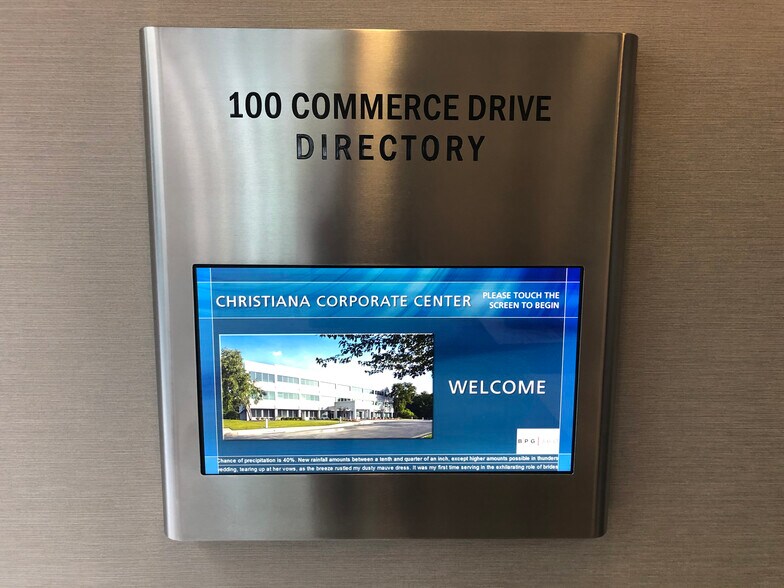 100 COMMERCE DRIVE
DIRECTORY
CHRISTIANA CORPORATE CENTER
PLEASE TOUCH THE
SCREEN TO BEGIN
WELCOME
BPG
Chance of precipitation is 40%. New rainfall amounts between a tenth and quarter of an inch, except higher amounts possible in thunders
edding, tearing up at her vows, as the breeze rustled my dusty mauve dress. It was my first time serving in the exhilarating role of brides